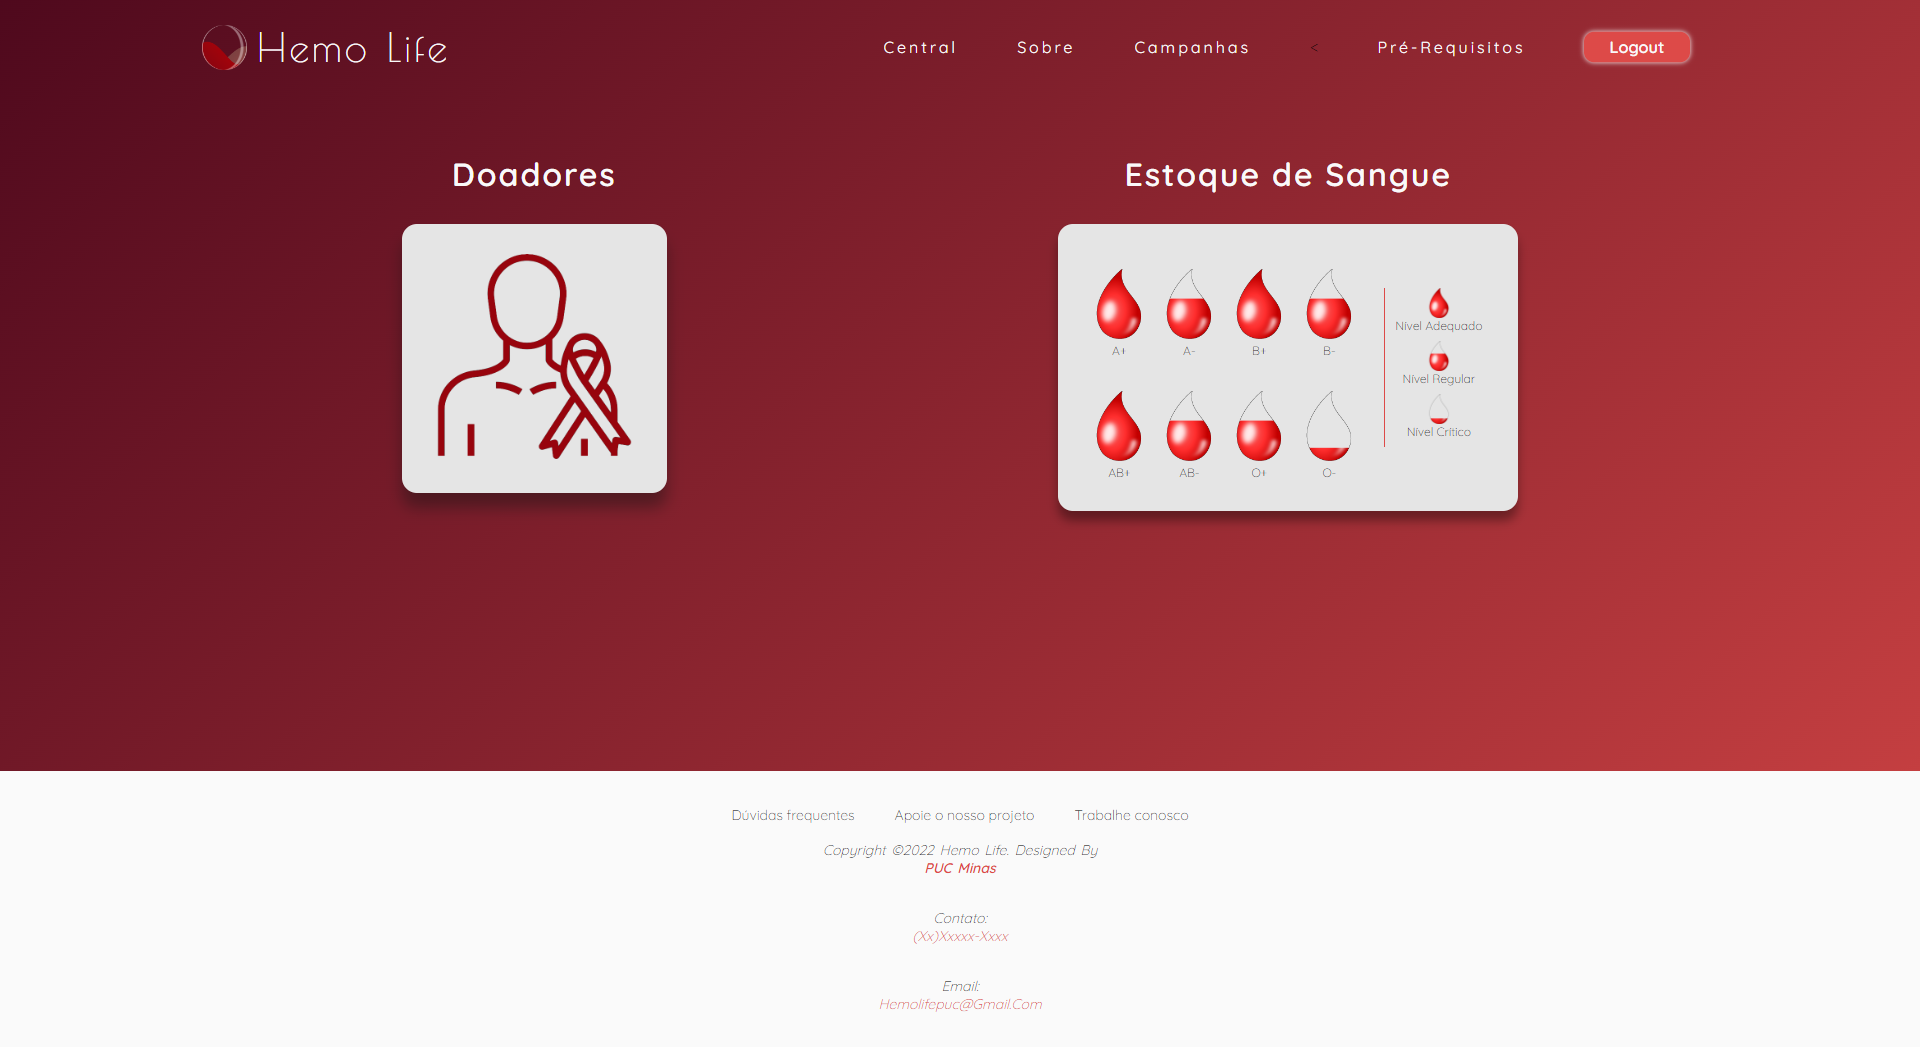 Hemo Life
Central Sobre Campanhas < Pré-Requisitos Logout
Doadores
Estoque de Sangue
A+ A- B+ B-
AB+ AB- O+ O-
Nível Adequado
Nível Regular
Nível Crítico
Dúvidas frequentes Apoie o nosso projeto Trabalhe conosco
Copyright ©2022 Hemo Life. Designed By
PUC Minas
Contato:
(Xx)Xxxxx-Xxxx
Email:
Hemolifepuc@Gmail.Com